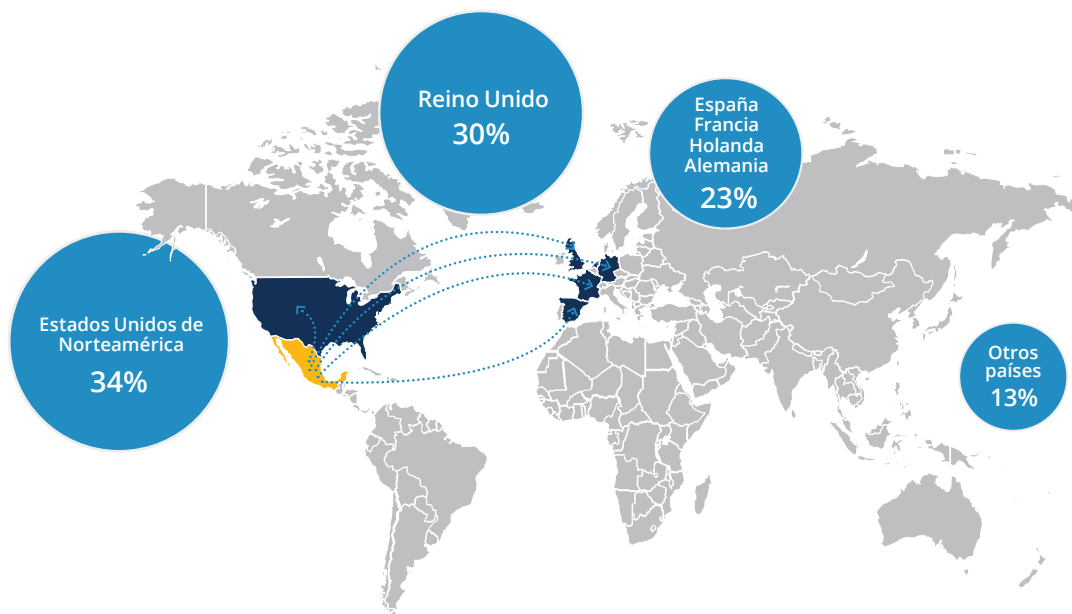 Reino Unido
30%
España
Francia
Holanda
Alemania
23%
Estados Unidos de
Norteamérica
34%
Otros
países
13%